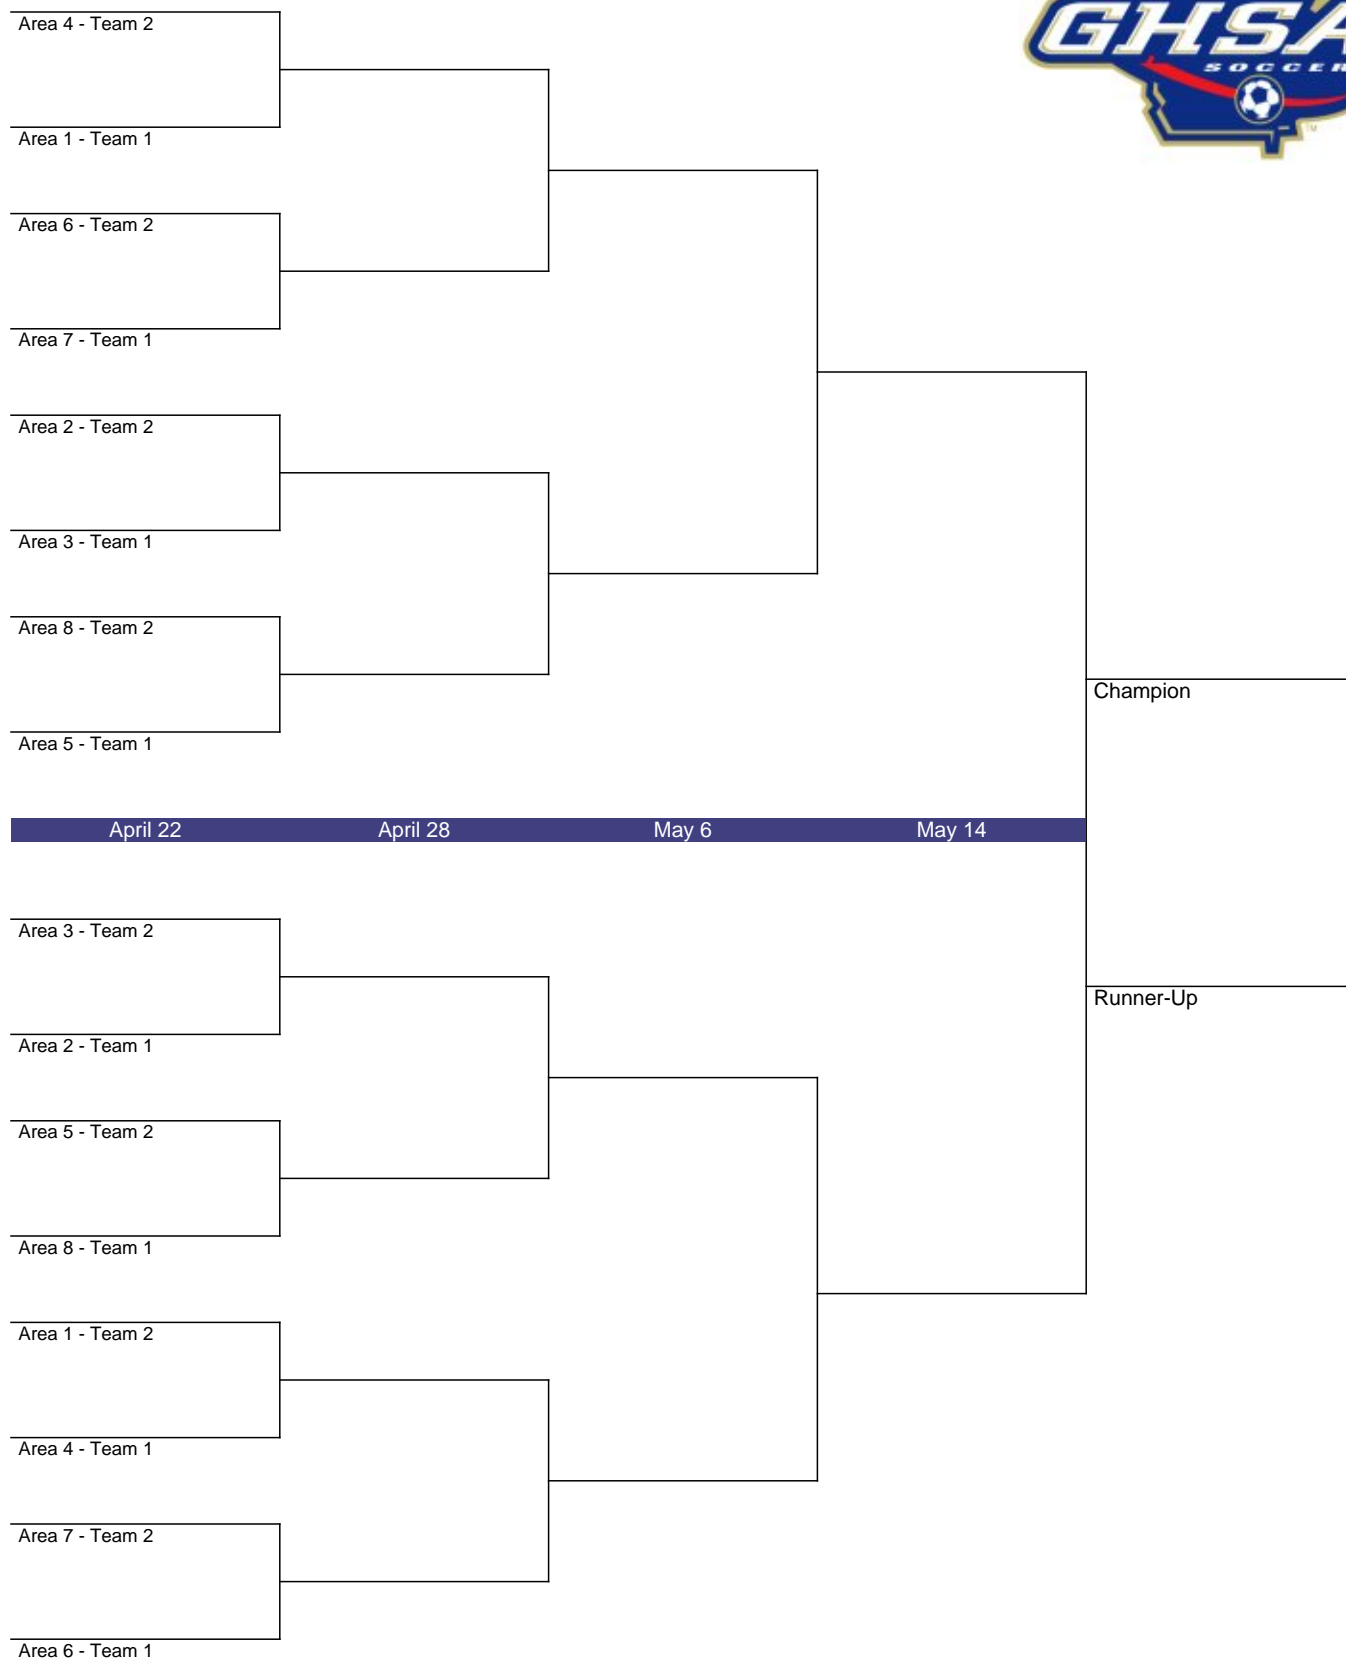 GHSA
SOCCER
Area 4 - Team 2
Area 1 - Team 1
Area 6 - Team 2
Area 7 - Team 1
Area 2 - Team 2
Area 3 - Team 1
Area 8 - Team 2
Area 5 - Team 1
Champion
April 22 April 28 May 6 May 14
Area 3 - Team 2
Runner-Up
Area 2 - Team 1
Area 5 - Team 2
Area 8 - Team 1
Area 1 - Team 2
Area 4 - Team 1
Area 7 - Team 2
Area 6 - Team 1